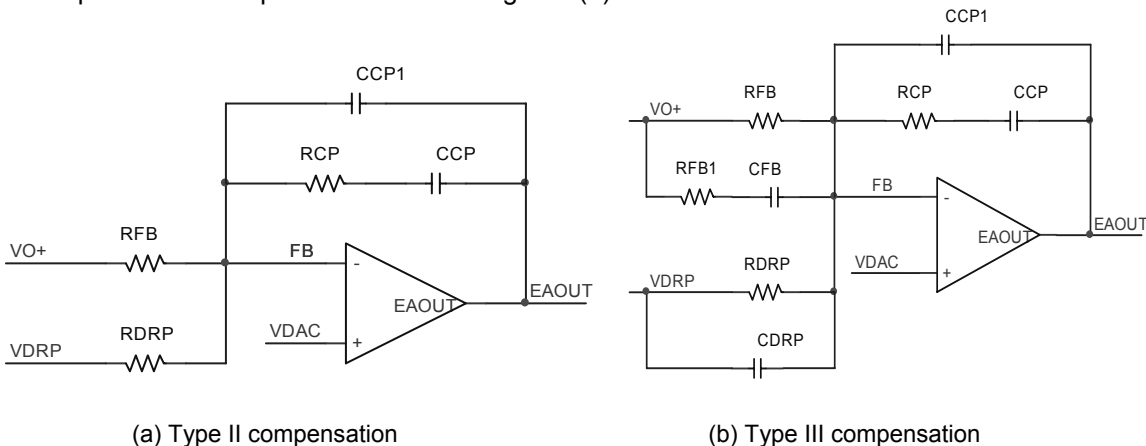 CCP1
RCP
CCP
RFB
VO+
FB
-
EAOUT
EAOUT
RDRP
VDAC
+
VDRP
(a) Type II compensation
CCP1
RFB
RCP
CCP
VO+
RFB1
CFB
FB
-
EAOUT
EAOUT
RDRP
VDAC
+
VDRP
CDRP
(b) Type III compensation